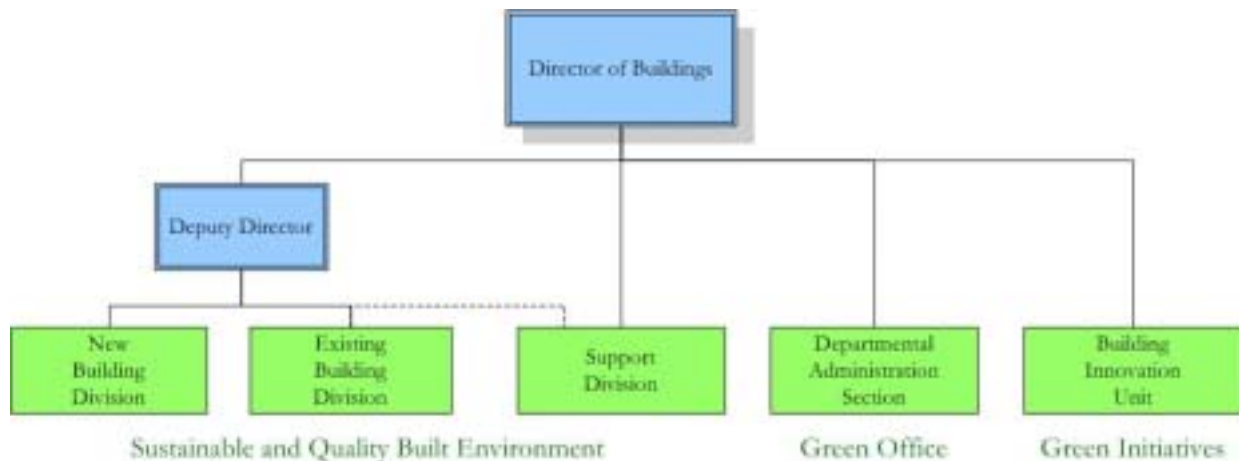 Director of Buildings
Deputy Director
New
Building
Division
Existing
Building
Division
Support
Division
Departmental
Administration
Section
Building
Innovation
Unit
Sustainable and Quality Built Environment
Green Office
Green Initiatives